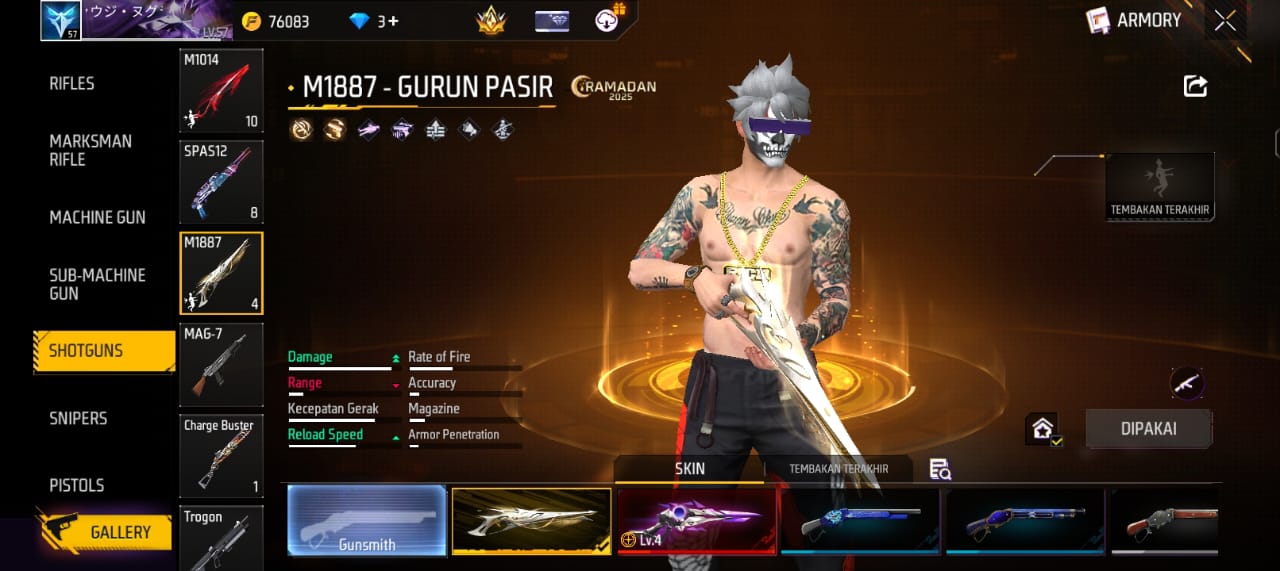 57
ウジ・ヌグ
LV.57
76083
3+
ARMORY
RIFLES
MARKSMAN
RIFLE
MACHINE GUN
SUB-MACHINE
GUN
SHOTGUNS
SNIPERS
PISTOLS
GALLERY
M1014
10
SPAS12
8
M1887
4
MAG-7
Charge Buster
1
Trogon
M1887 - GURUN PASIR
RAMADAN
2025
TEMBAKAN TERAKHIR
Damage
Rate of Fire
Range
Accuracy
Kecepatan Gerak
Magazine
Reload Speed
Armor Penetration
DIPAKAI
SKIN
TEMBAKAN TERAKHIR
Gunsmith
Lv.4